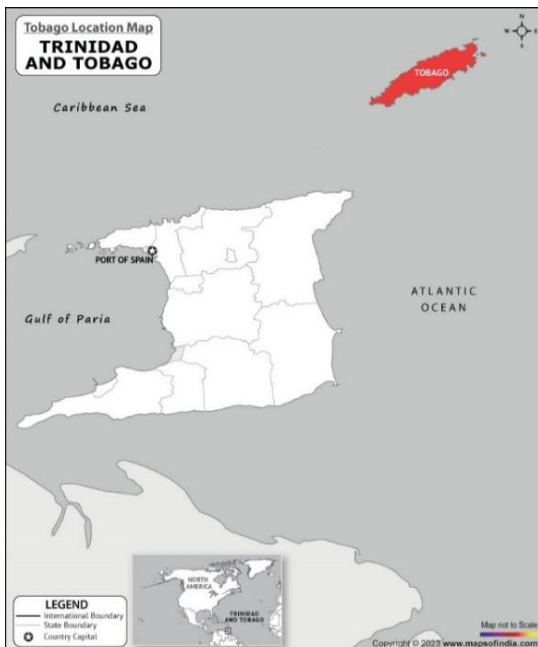 Tobago Location Map
TRINIDAD
AND TOBAGO
N
W E
S
TOBAGO
Caribbean Sea
PORT OF SPAIN
ATLANTIC
OCEAN
Gulf of Paria
NORTH
AMERICA
TRINIDAD
AND TOBAGO
LEGEND
International Boundary
State Boundary
Country Capital
Map not to Scale
Copyright © 2023 www.mapsofindia.com